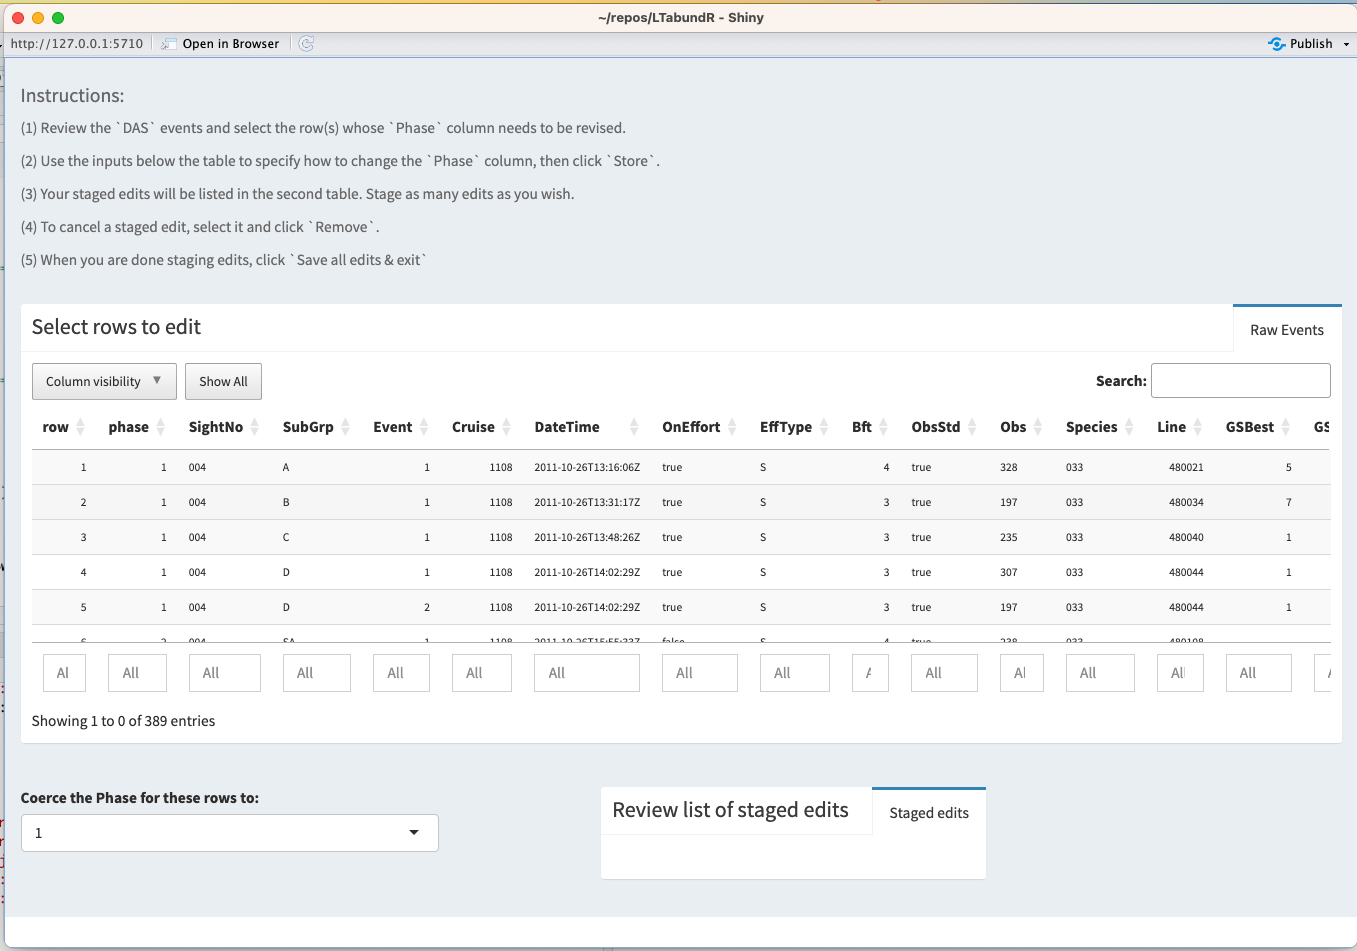 ~/repos/LTabundR - Shiny
http://127.0.0.1:5710 Open in Browser Publish
Instructions:
(1) Review the `DAS` events and select the row(s) whose `Phase` column needs to be revised.
(2) Use the inputs below the table to specify how to change the `Phase` column, then click `Store`.
(3) Your staged edits will be listed in the second table. Stage as many edits as you wish.
(4) To cancel a staged edit, select it and click `Remove`.
(5) When you are done staging edits, click `Save all edits & exit`
Select rows to edit Raw Events
Column visibility Show All Search:
row phase SightNo SubGrp Event Cruise DateTime OnEffort EffType Bft ObsStd Obs Species Line GSBest GS
1 1 004 A 1 1108 2011-10-26T13:16:06Z true S 4 true 328 033 480021 5
2 1 004 B 1 1108 2011-10-26T13:31:17Z true S 3 true 197 033 480034 7
3 1 004 C 1 1108 2011-10-26T13:48:26Z true S 3 true 235 033 480040 1
4 1 004 D 1 1108 2011-10-26T14:02:29Z true S 3 true 307 033 480044 1
5 1 004 D 2 1108 2011-10-26T14:02:29Z true S 3 true 197 033 480044 1
All All All All All All All All All All All All All
Showing 1 to 0 of 389 entries
Coerce the Phase for these rows to:
1
Review list of staged edits Staged edits